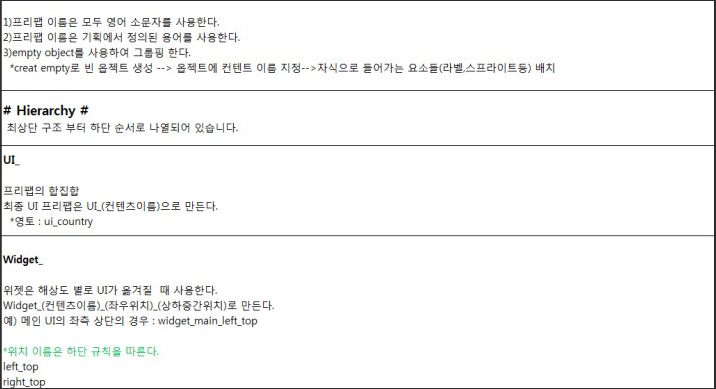 1)프리팹 이름은 모두 영어 소문자를 사용한다.
2)프리팹 이름은 기획에서 정의된 용어를 사용한다.
3)empty object를 사용하여 그룹핑 한다.
*creat empty로 빈 옵젝트 생성 --> 옵젝트에 컨텐트 이름 지정-->자식으로 들어가는 요소들(라벨,스프라이트등) 배치
# Hierarchy #
최상단 구조 부터 하단 순서로 나열되어 있습니다.
UI_
프리팹의 합집합
최종 UI 프리팹은 UI_(컨텐츠이름)으로 만든다.
*영토 : ui_country
Widget_
위젯은 해상도 별로 UI가 옮겨질 때 사용한다.
Widget_(컨텐츠이름)_(좌우위치)_(상하중간위치)로 만든다.
예) 메인 UI의 좌측 상단의 경우 : widget_main_left_top
*위치 이름은 하단 규칙을 따른다.
left_top
right_top